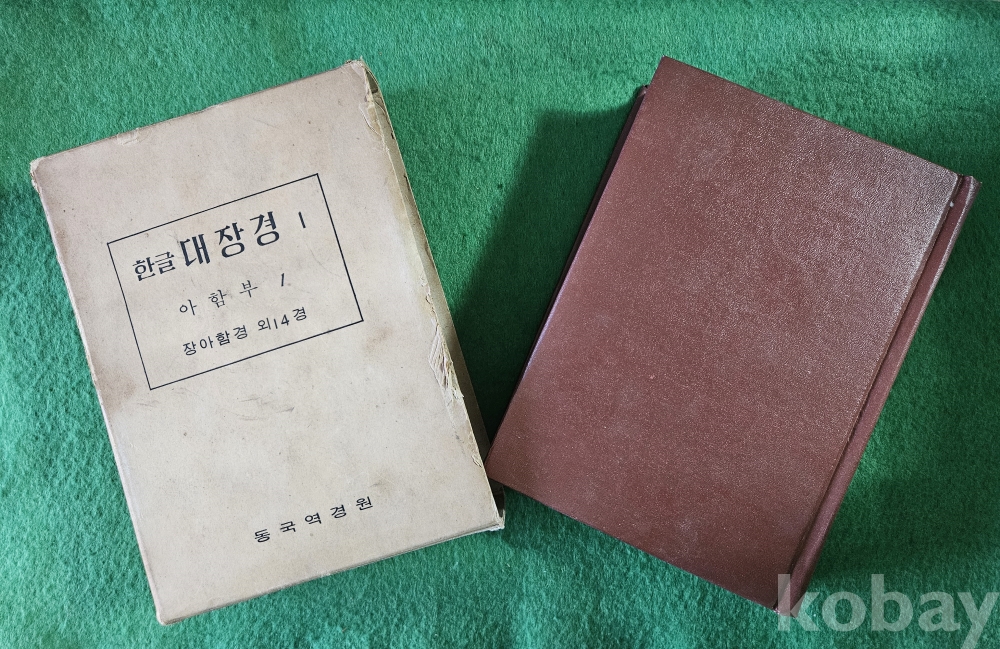 한글 대장경 1
아함부 1
장아함경 외14경
동국역경원
kobay